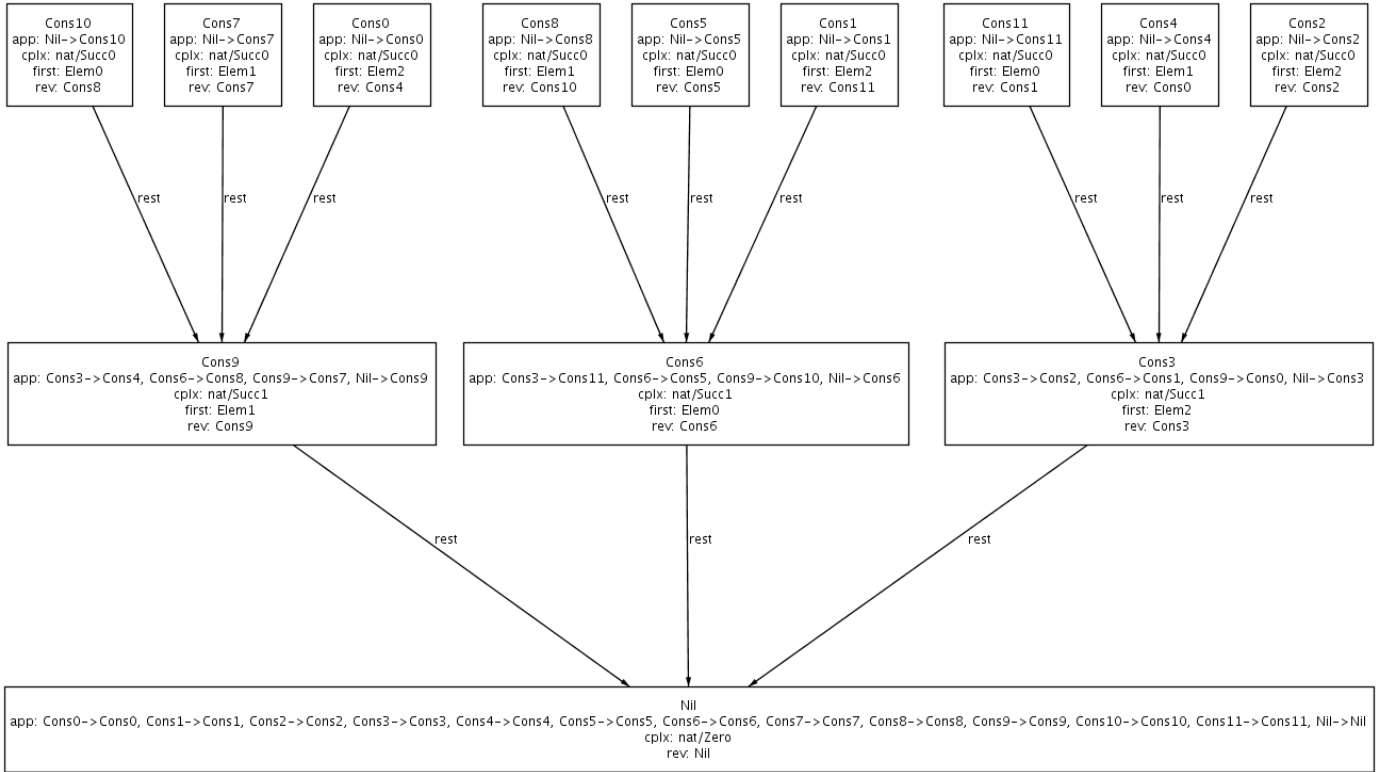 Cons10
app: Nil->Cons10
cplx: nat/Succ0
first: Elem0
rev: Cons8
Cons7
app: Nil->Cons7
cplx: nat/Succ0
first: Elem1
rev: Cons7
Cons0
app: Nil->Cons0
cplx: nat/Succ0
first: Elem2
rev: Cons4
Cons8
app: Nil->Cons8
cplx: nat/Succ0
first: Elem1
rev: Cons10
Cons5
app: Nil->Cons5
cplx: nat/Succ0
first: Elem0
rev: Cons5
Cons1
app: Nil->Cons1
cplx: nat/Succ0
first: Elem2
rev: Cons11
Cons11
app: Nil->Cons11
cplx: nat/Succ0
first: Elem0
rev: Cons1
Cons4
app: Nil->Cons4
cplx: nat/Succ0
first: Elem1
rev: Cons0
Cons2
app: Nil->Cons2
cplx: nat/Succ0
first: Elem2
rev: Cons2
rest
rest
rest
rest
rest
rest
rest
rest
rest
Cons9
app: Cons3->Cons4, Cons6->Cons8, Cons9->Cons7, Nil->Cons9
cplx: nat/Succ1
first: Elem1
rev: Cons9
Cons6
app: Cons3->Cons11, Cons6->Cons5, Cons9->Cons10, Nil->Cons6
cplx: nat/Succ1
first: Elem0
rev: Cons6
Cons3
app: Cons3->Cons2, Cons6->Cons1, Cons9->Cons0, Nil->Cons3
cplx: nat/Succ1
first: Elem2
rev: Cons3
rest
rest
rest
Nil
app: Cons0->Cons0, Cons1->Cons1, Cons2->Cons2, Cons3->Cons3, Cons4->Cons4, Cons5->Cons5, Cons6->Cons6, Cons7->Cons7, Cons8->Cons8, Cons9->Cons9, Cons10->Cons10, Cons11->Cons11, Nil->Nil
cplx: nat/Zero
rev: Nil